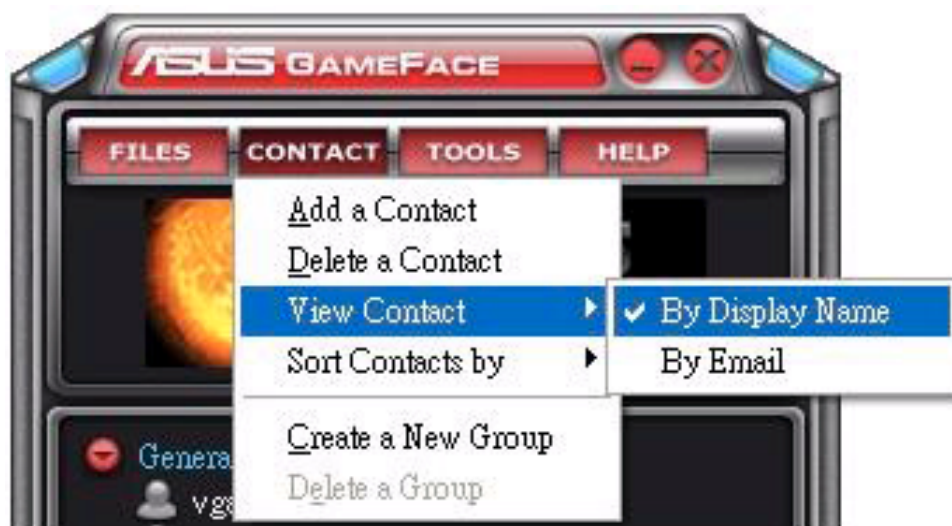 ASUS GAMEFACE
FILES CONTACT TOOLS HELP
Add a Contact
Delete a Contact
View Contact
By Display Name
Sort Contacts by
By Email
Create a New Group
Delete a Group